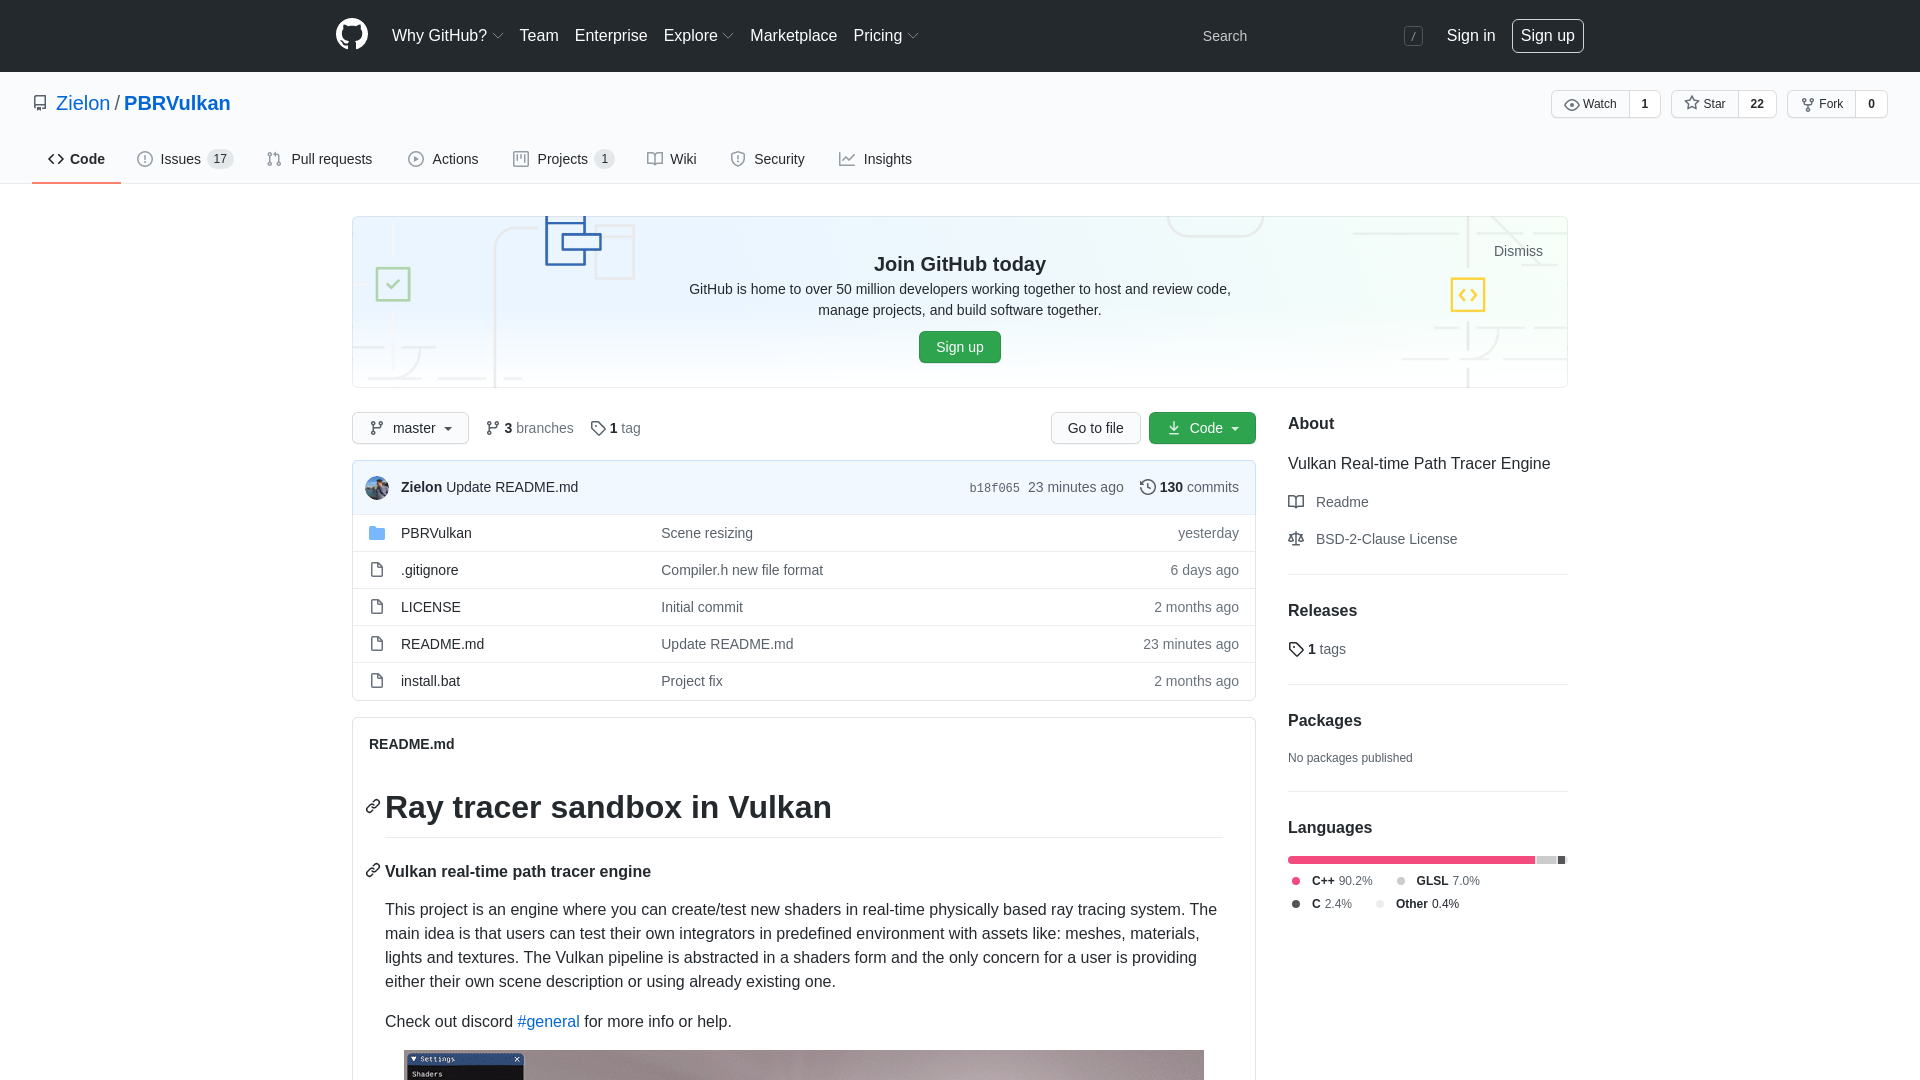 Why GitHub?
Team
Enterprise
Explore
Marketplace
Pricing
Search
/
Sign in
Sign up
Zielon / PBRVulkan
Watch 1
Star 22
Fork 0
Code
Issues 17
Pull requests
Actions
Projects 1
Wiki
Security
Insights
Dismiss
Join GitHub today
GitHub is home to over 50 million developers working together to host and review code,
manage projects, and build software together.
Sign up
master
3 branches
1 tag
Go to file
Code
Zielon Update README.md
b18f065 23 minutes ago
130 commits
PBRVulkan Scene resizing yesterday
.gitignore Compiler.h new file format 6 days ago
LICENSE Initial commit 2 months ago
README.md Update README.md 23 minutes ago
install.bat Project fix 2 months ago
README.md
Ray tracer sandbox in Vulkan
Vulkan real-time path tracer engine
This project is an engine where you can create/test new shaders in real-time physically based ray tracing system. The
main idea is that users can test their own integrators in predefined environment with assets like: meshes, materials,
lights and textures. The Vulkan pipeline is abstracted in a shaders form and the only concern for a user is providing
either their own scene description or using already existing one.
Check out discord #general for more info or help.
Settings
Shaders
About
Vulkan Real-time Path Tracer Engine
Readme
BSD-2-Clause License
Releases
1 tags
Packages
No packages published
Languages
C++ 90.2%
GLSL 7.0%
C 2.4%
Other 0.4%